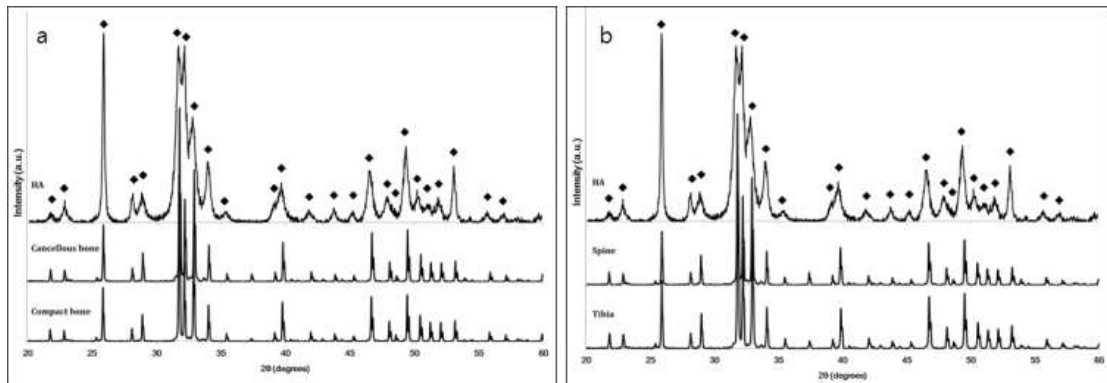 a
Intensity (a.u.)
HA
Cancellous bone
Compact bone
20 25 30 35 40 45 50 55 60
2θ (degrees)
b
Intensity (a.u.)
HA
Spine
Tibia
20 25 30 35 40 45 50 55 60
2θ (degrees)